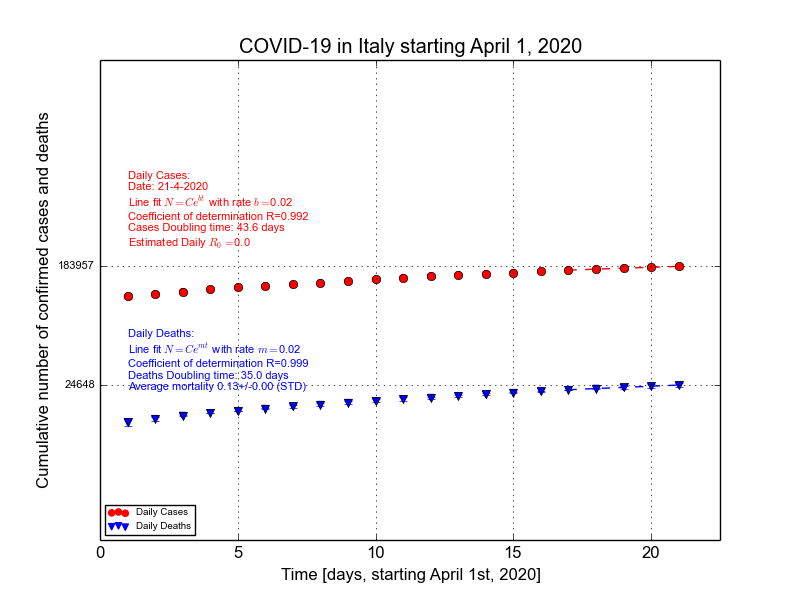 COVID-19 in Italy starting April 1, 2020
Cumulative number of confirmed cases and deaths
Daily Cases:
Date: 21-4-2020
Line fit N=Ce^{bt} with rate b=0.02
Coefficient of determination R=0.992
Cases Doubling time: 43.6 days
Estimated Daily R_0=0.0
183957
Daily Deaths:
Line fit N=Ce^{mt} with rate m=0.02
Coefficient of determination R=0.999
Deaths Doubling time: 35.0 days
Average mortality 0.13+/-0.00 (STD)
24648
Daily Cases
Daily Deaths
0 5 10 15 20
Time [days, starting April 1st, 2020]